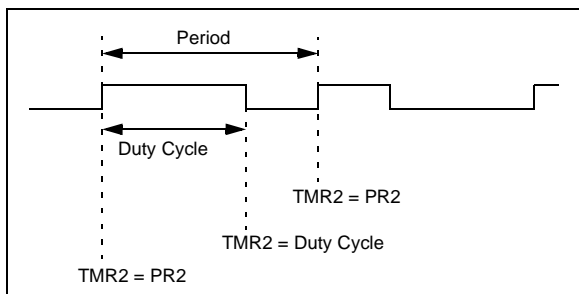 Period
Duty Cycle
TMR2 = PR2
TMR2 = Duty Cycle
TMR2 = PR2